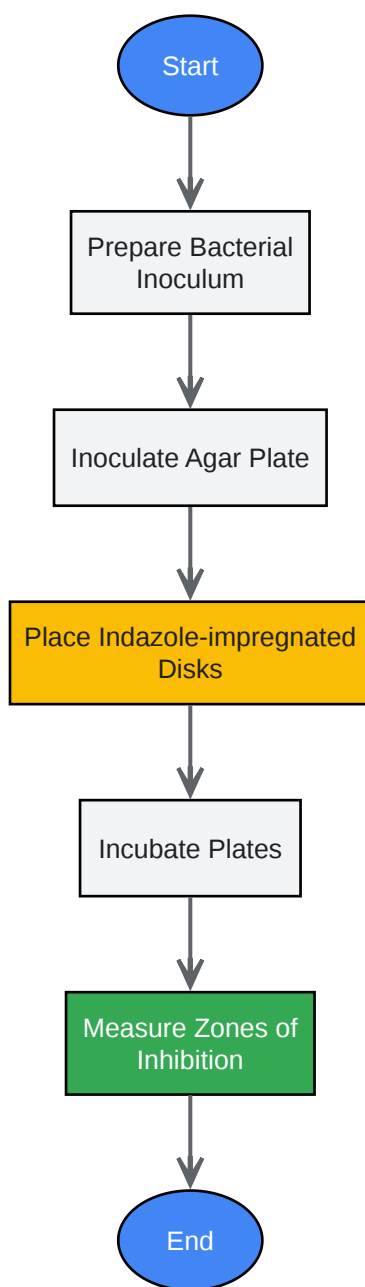 Start
Prepare Bacterial
Inoculum
Inoculate Agar Plate
Place Indazole-impregnated
Disks
Incubate Plates
Measure Zones of
Inhibition
End